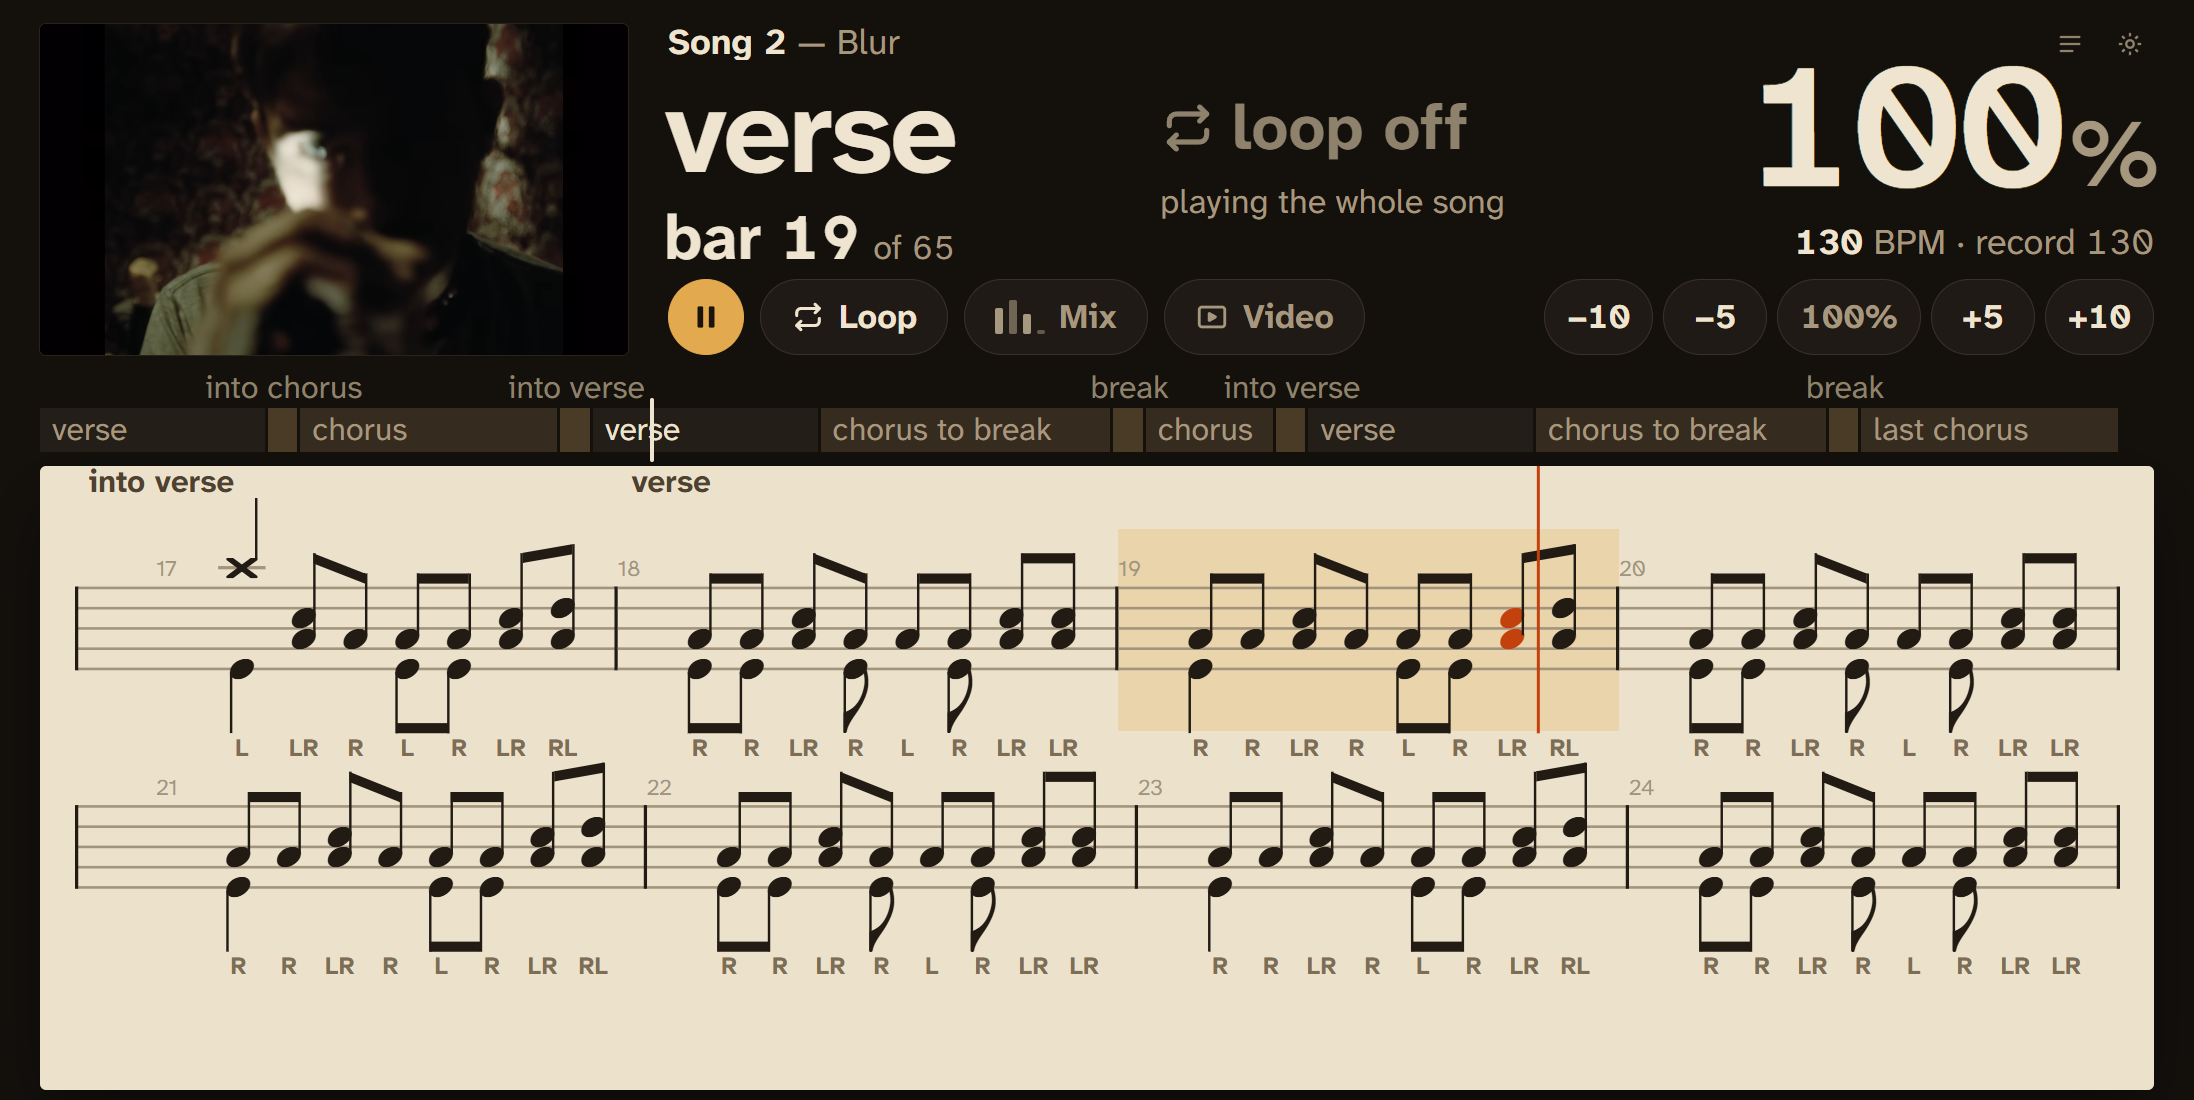 Song 2 — Blur
verse
bar 19 of 65
loop off
playing the whole song
100%
130 BPM · record 130
Loop
Mix
Video
−10
−5
100%
+5
+10
into chorus
into verse
break
into verse
break
verse
chorus
verse
chorus to break
chorus
verse
chorus to break
last chorus
into verse
verse
17
18
19
20
L LR R L R LR RL
R R LR R L R LR LR
R R LR R L R LR RL
R R LR R L R LR LR
21
22
23
24
R R LR R L R LR RL
R R LR R L R LR LR
R R LR R L R LR RL
R R LR R L R LR LR